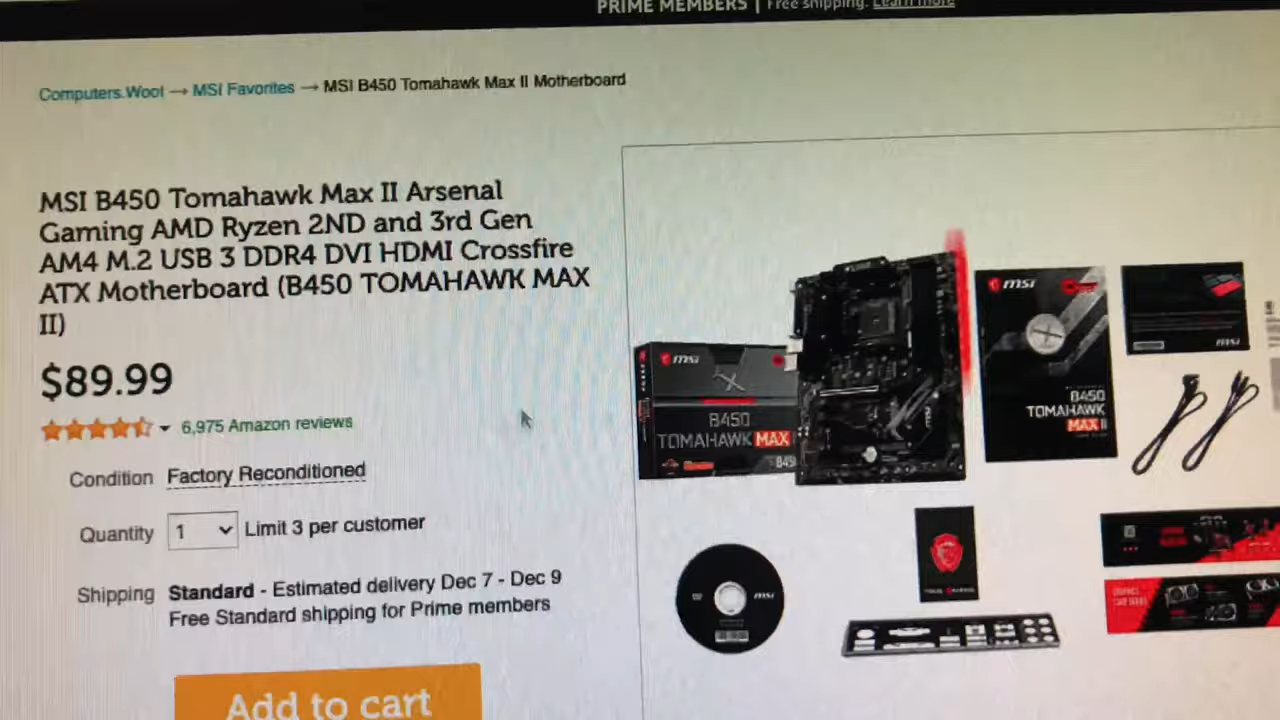 PRIME MEMBERS | Free shipping. Learn more
Computers.Woot → MSI Favorites → MSI B450 Tomahawk Max II Motherboard
MSI B450 Tomahawk Max II Arsenal
Gaming AMD Ryzen 2ND and 3rd Gen
AM4 M.2 USB 3 DDR4 DVI HDMI Crossfire
ATX Motherboard (B450 TOMAHAWK MAX
II)
$89.99
6,975 Amazon reviews
Condition Factory Reconditioned
Quantity 1 Limit 3 per customer
Shipping Standard - Estimated delivery Dec 7 - Dec 9
Free Standard shipping for Prime members
Add to cart
msi
B450
TOMAHAWK MAX
B450
msi
B450
TOMAHAWK
MAX II
msi
msi